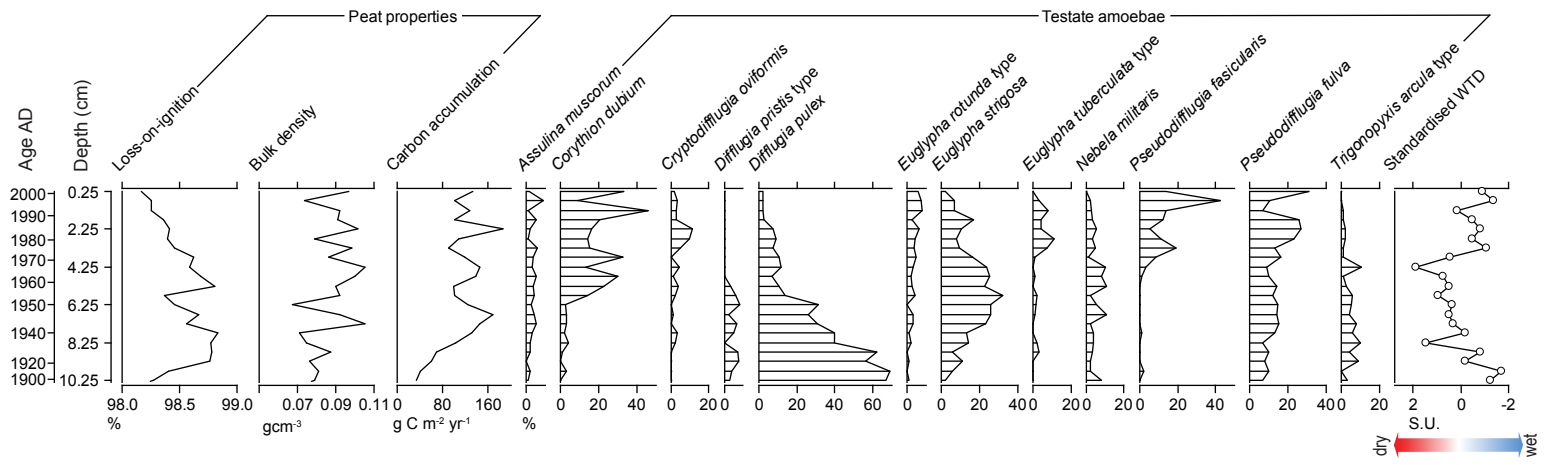 Peat properties
Testate amoebae
Age AD
Depth (cm)
Loss-on-ignition
Bulk density
Carbon accumulation
Assulina muscorum
Corythion dubium
Cryptodifflugia oviformis
Difflugia pristis type
Difflugia pulex
Euglypha rotunda type
Euglypha strigosa
Euglypha tuberculata type
Nebela militaris
Pseudodifflugia fasicularis
Pseudodifflugia fulva
Trigonopyxis arcula type
Standardised WTD
2000
1990
1980
1970
1960
1950
1940
1920
1900
0.25
2.25
4.25
6.25
8.25
10.25
98.0 98.5 99.0
%
0.07 0.09 0.11
gcm-3
0 80 160
g C m-2 yr-1
0
%
0 20 40
0
0
0 20 40 60
0
0 20 40
0
0
0 20 40
0 20 40
0 20
2 0 -2
S.U.
dry
wet